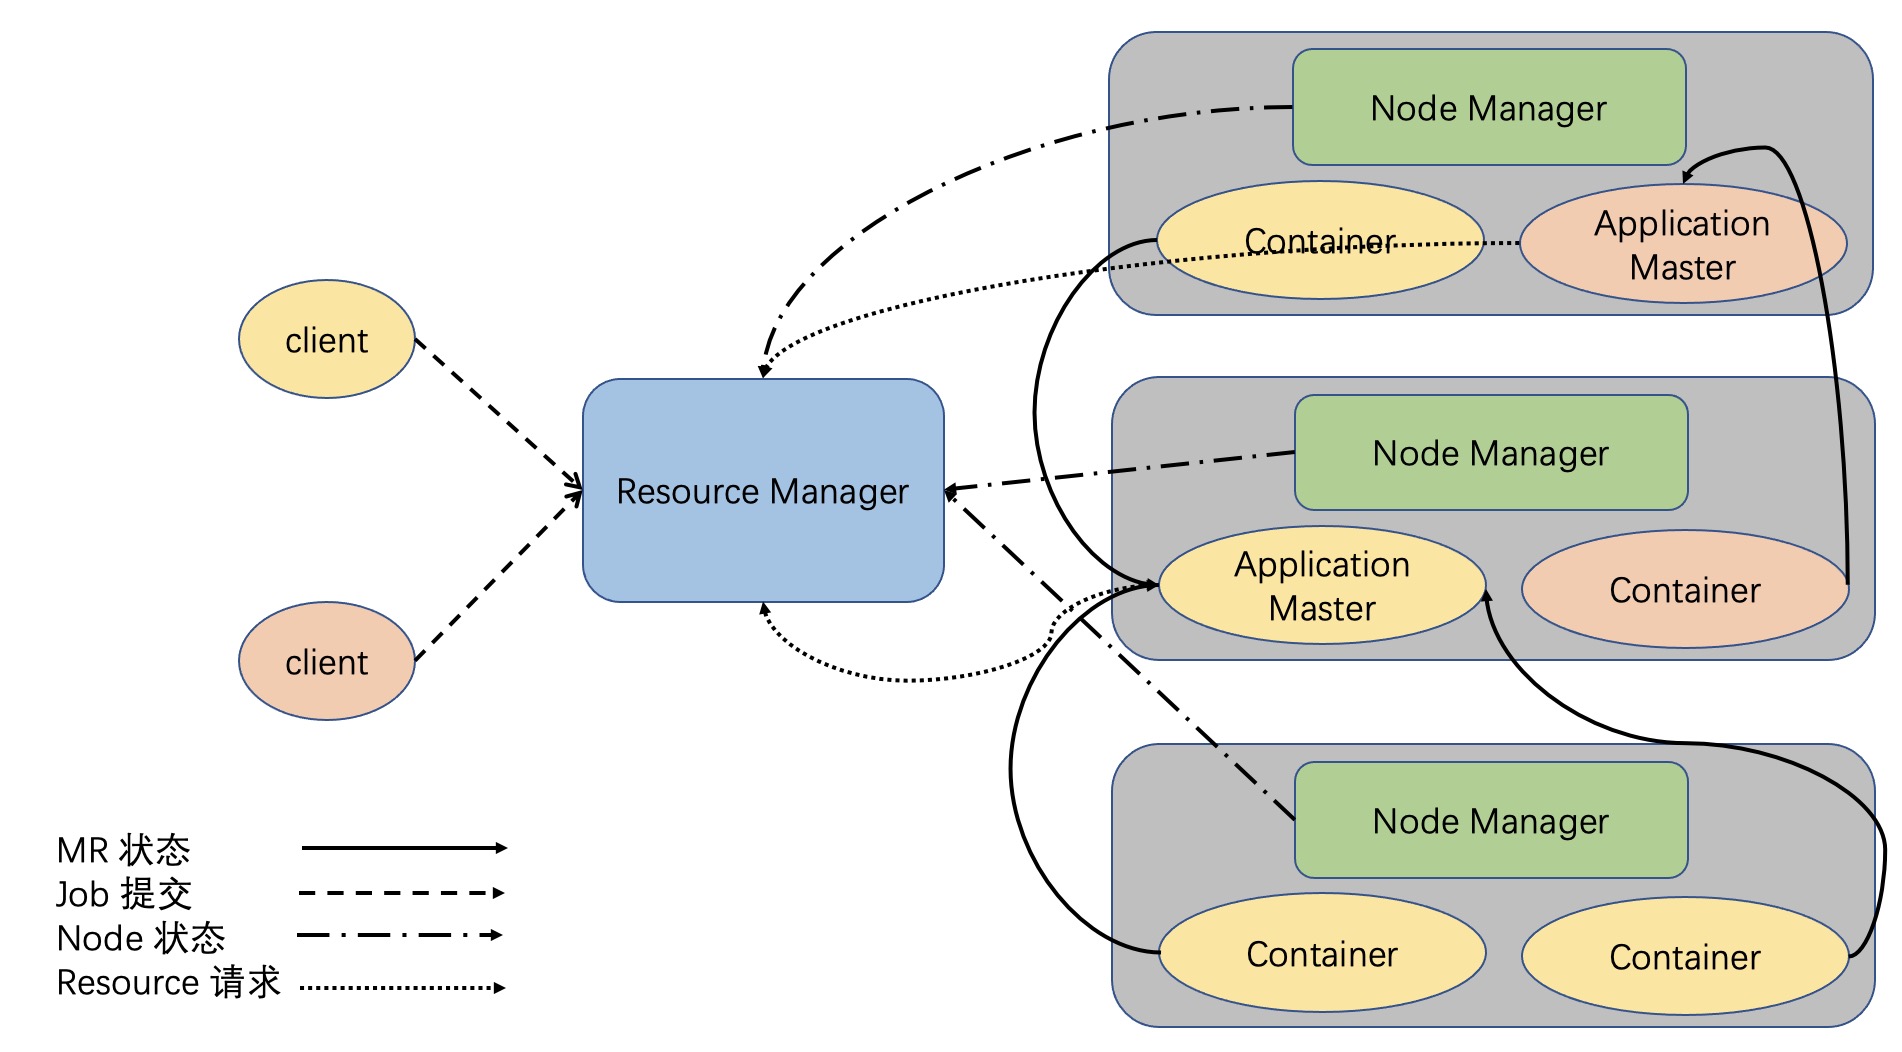 Node Manager
Container
Application
Master
client
Resource Manager
Node Manager
Application
Master
Container
client
Node Manager
Container
Container
MR 状态
Job 提交
Node 状态
Resource 请求